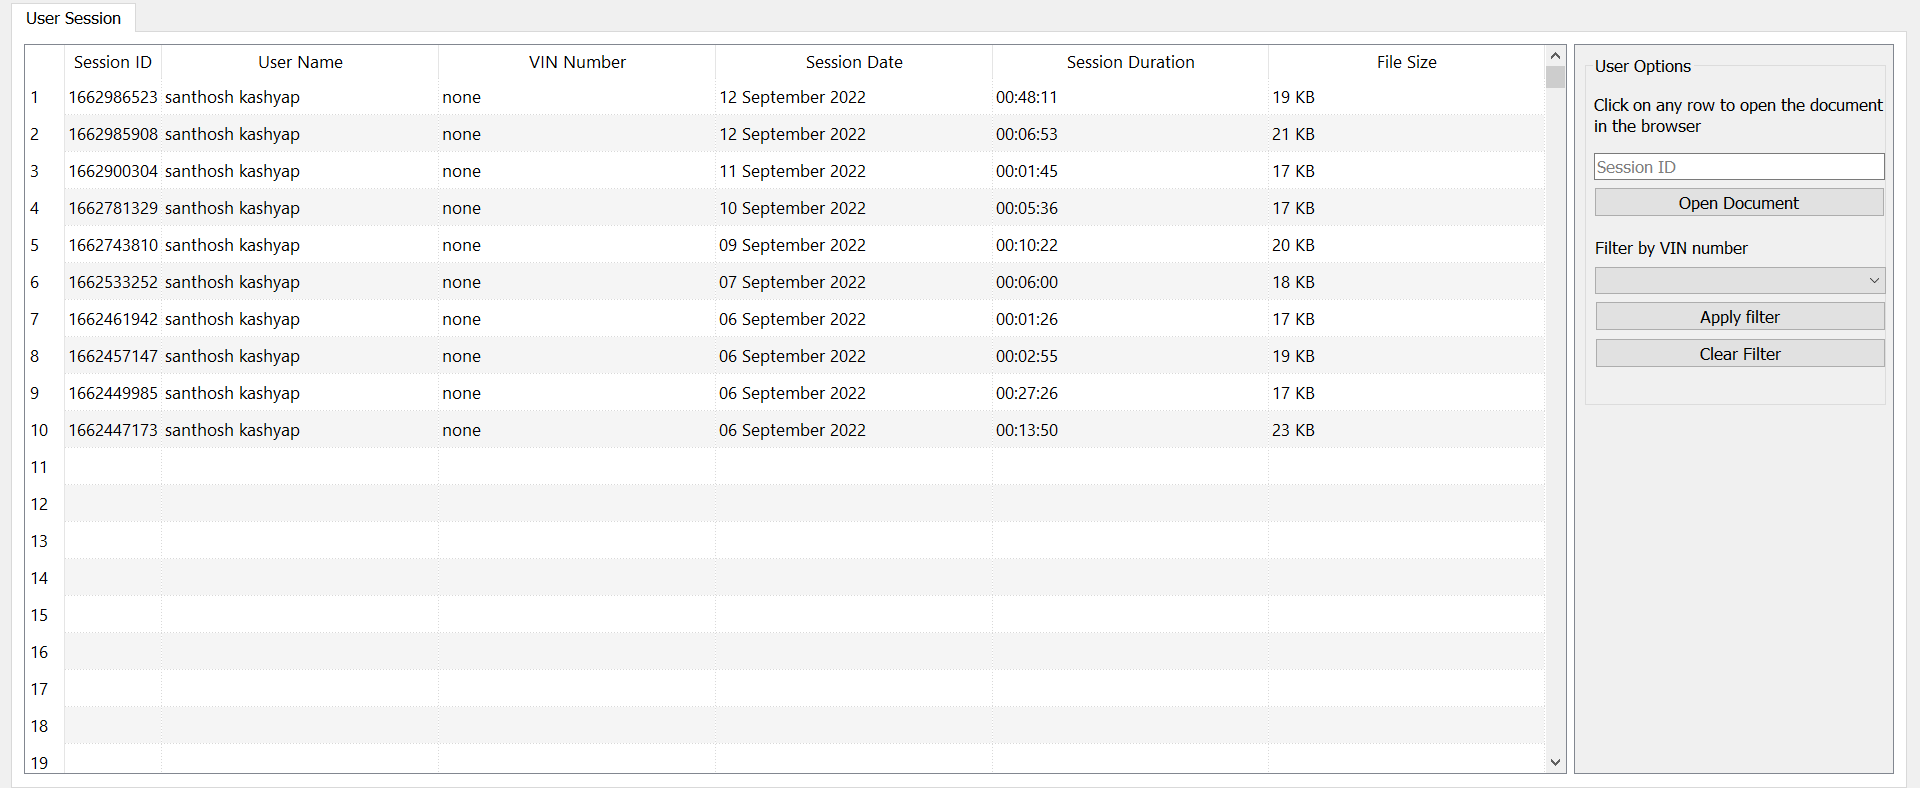 User Session
Session ID User Name VIN Number Session Date Session Duration File Size
1 1662986523 santhosh kashyap none 12 September 2022 00:48:11 19 KB
2 1662985908 santhosh kashyap none 12 September 2022 00:06:53 21 KB
3 1662900304 santhosh kashyap none 11 September 2022 00:01:45 17 KB
4 1662781329 santhosh kashyap none 10 September 2022 00:05:36 17 KB
5 1662743810 santhosh kashyap none 09 September 2022 00:10:22 20 KB
6 1662533252 santhosh kashyap none 07 September 2022 00:06:00 18 KB
7 1662461942 santhosh kashyap none 06 September 2022 00:01:26 17 KB
8 1662457147 santhosh kashyap none 06 September 2022 00:02:55 19 KB
9 1662449985 santhosh kashyap none 06 September 2022 00:27:26 17 KB
10 1662447173 santhosh kashyap none 06 September 2022 00:13:50 23 KB
11
12
13
14
15
16
17
18
19
User Options
Click on any row to open the document
in the browser
Session ID
Open Document
Filter by VIN number
Apply filter
Clear Filter